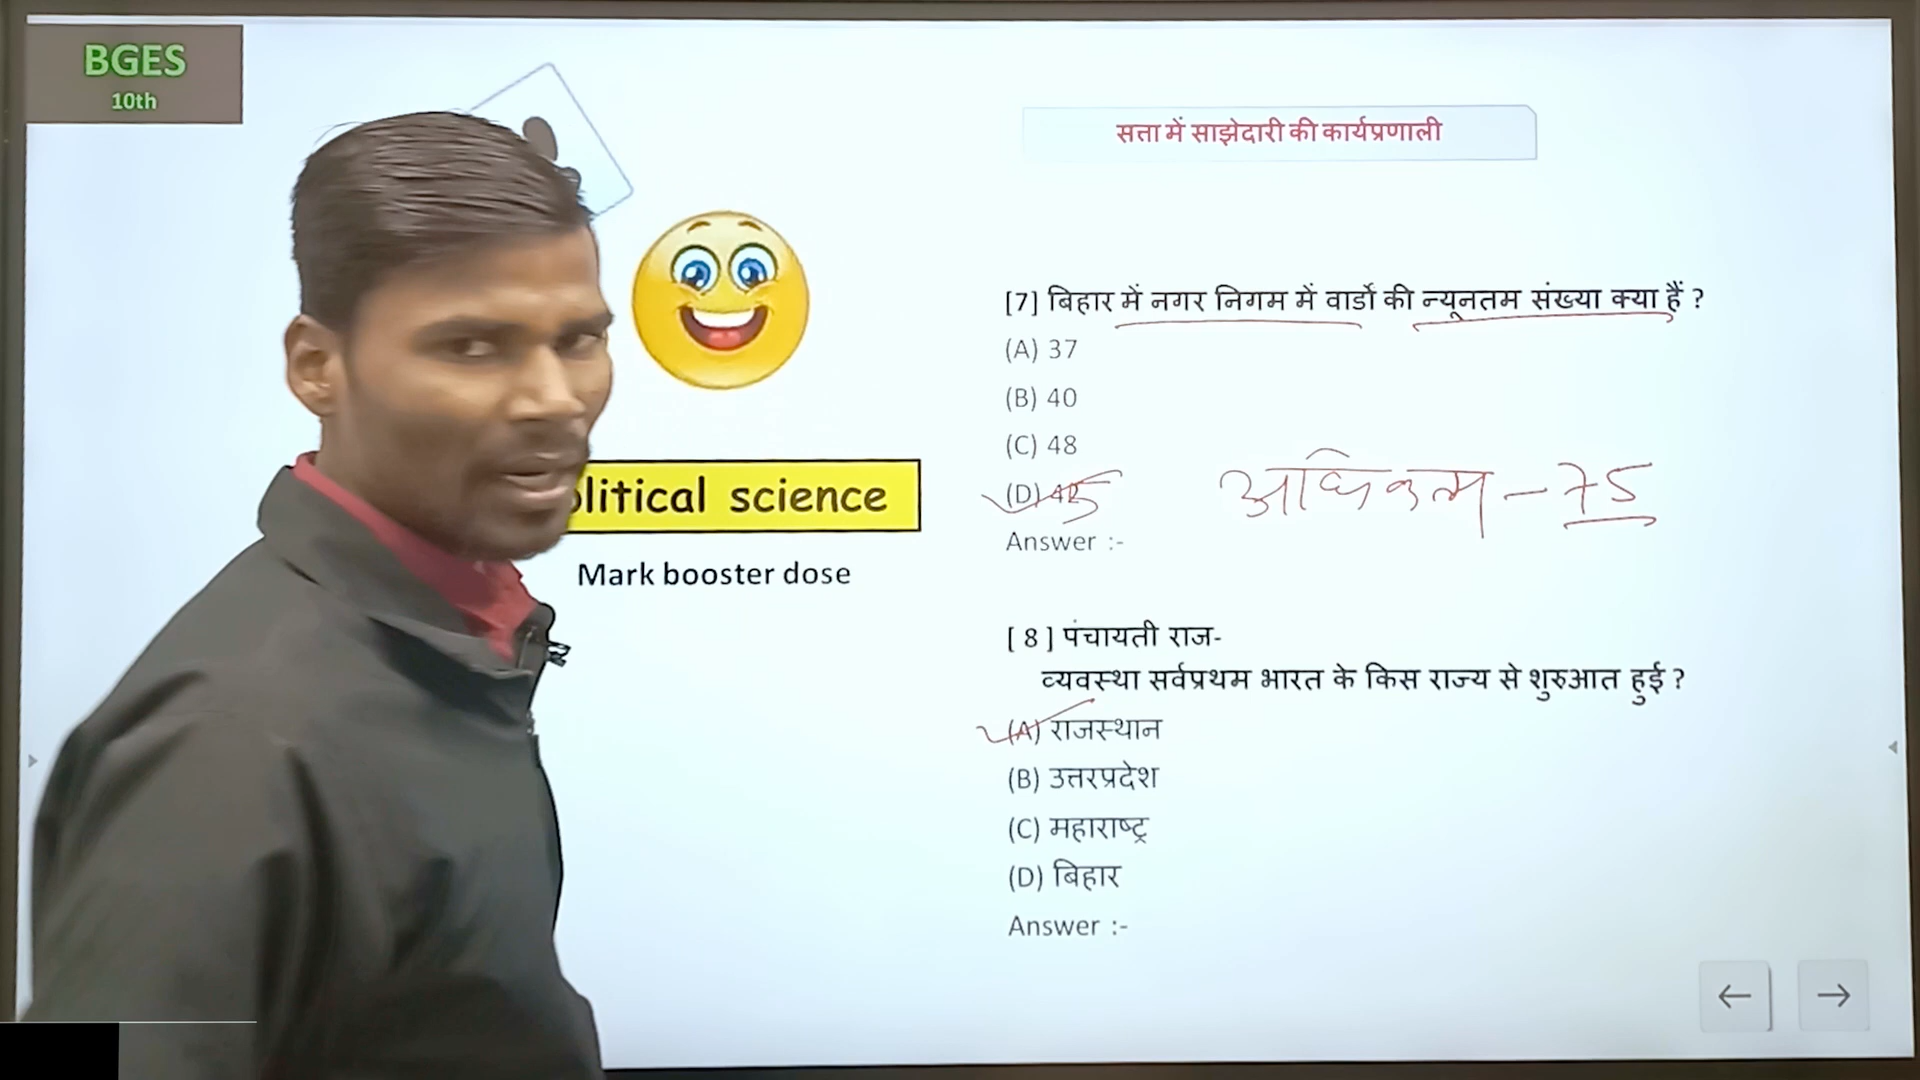 BGES
10th
सत्ता में साझेदारी की कार्यप्रणाली
[7] बिहार में नगर निगम में वार्डो की न्यूनतम संख्या क्या हैं ?
(A) 37
(B) 40
(C) 48
(D)
अधिकतम - 75
Answer :-
litical science
Mark booster dose
[ 8 ] पंचायती राज-
व्यवस्था सर्वप्रथम भारत के किस राज्य से शुरुआत हुई ?
(A) राजस्थान
(B) उत्तरप्रदेश
(C) महाराष्ट्र
(D) बिहार
Answer :-